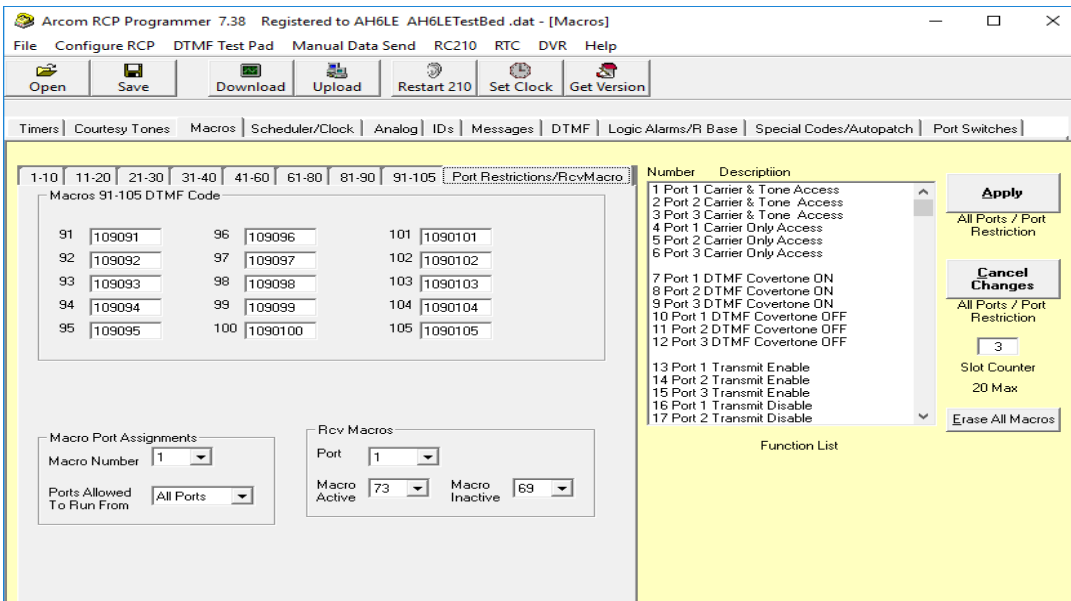 Arcom RCP Programmer 7.38 Registered to AH6LE AH6LETestBed .dat - [Macros]
File Configure RCP DTMF Test Pad Manual Data Send RC210 RTC DVR Help
Open Save Download Upload Restart 210 Set Clock Get Version
Timers Courtesy Tones Macros Scheduler/Clock Analog IDs Messages DTMF Logic Alarms/R Base Special Codes/Autopatch Port Switches
1-10 11-20 21-30 31-40 41-60 61-80 81-90 91-105 Port Restrictions/RcvMacro
Macros 91-105 DTMF Code
91 109091 96 109096 101 1090101
92 109092 97 109097 102 1090102
93 109093 98 109098 103 1090103
94 109094 99 109099 104 1090104
95 109095 100 1090100 105 1090105
Macro Port Assignments
Macro Number 1
Ports Allowed
To Run From
All Ports
Rcv Macros
Port 1
Macro
Active
73
Macro
Inactive
69
Number Description
1 Port 1 Carrier & Tone Access
2 Port 2 Carrier & Tone Access
3 Port 3 Carrier & Tone Access
4 Port 1 Carrier Only Access
5 Port 2 Carrier Only Access
6 Port 3 Carrier Only Access
7 Port 1 DTMF Covertone ON
8 Port 2 DTMF Covertone ON
9 Port 3 DTMF Covertone ON
10 Port 1 DTMF Covertone OFF
11 Port 2 DTMF Covertone OFF
12 Port 3 DTMF Covertone OFF
13 Port 1 Transmit Enable
14 Port 2 Transmit Enable
15 Port 3 Transmit Enable
16 Port 1 Transmit Disable
17 Port 2 Transmit Disable
Function List
Apply
All Ports / Port
Restriction
Cancel
Changes
All Ports / Port
Restriction
3
Slot Counter
20 Max
Erase All Macros